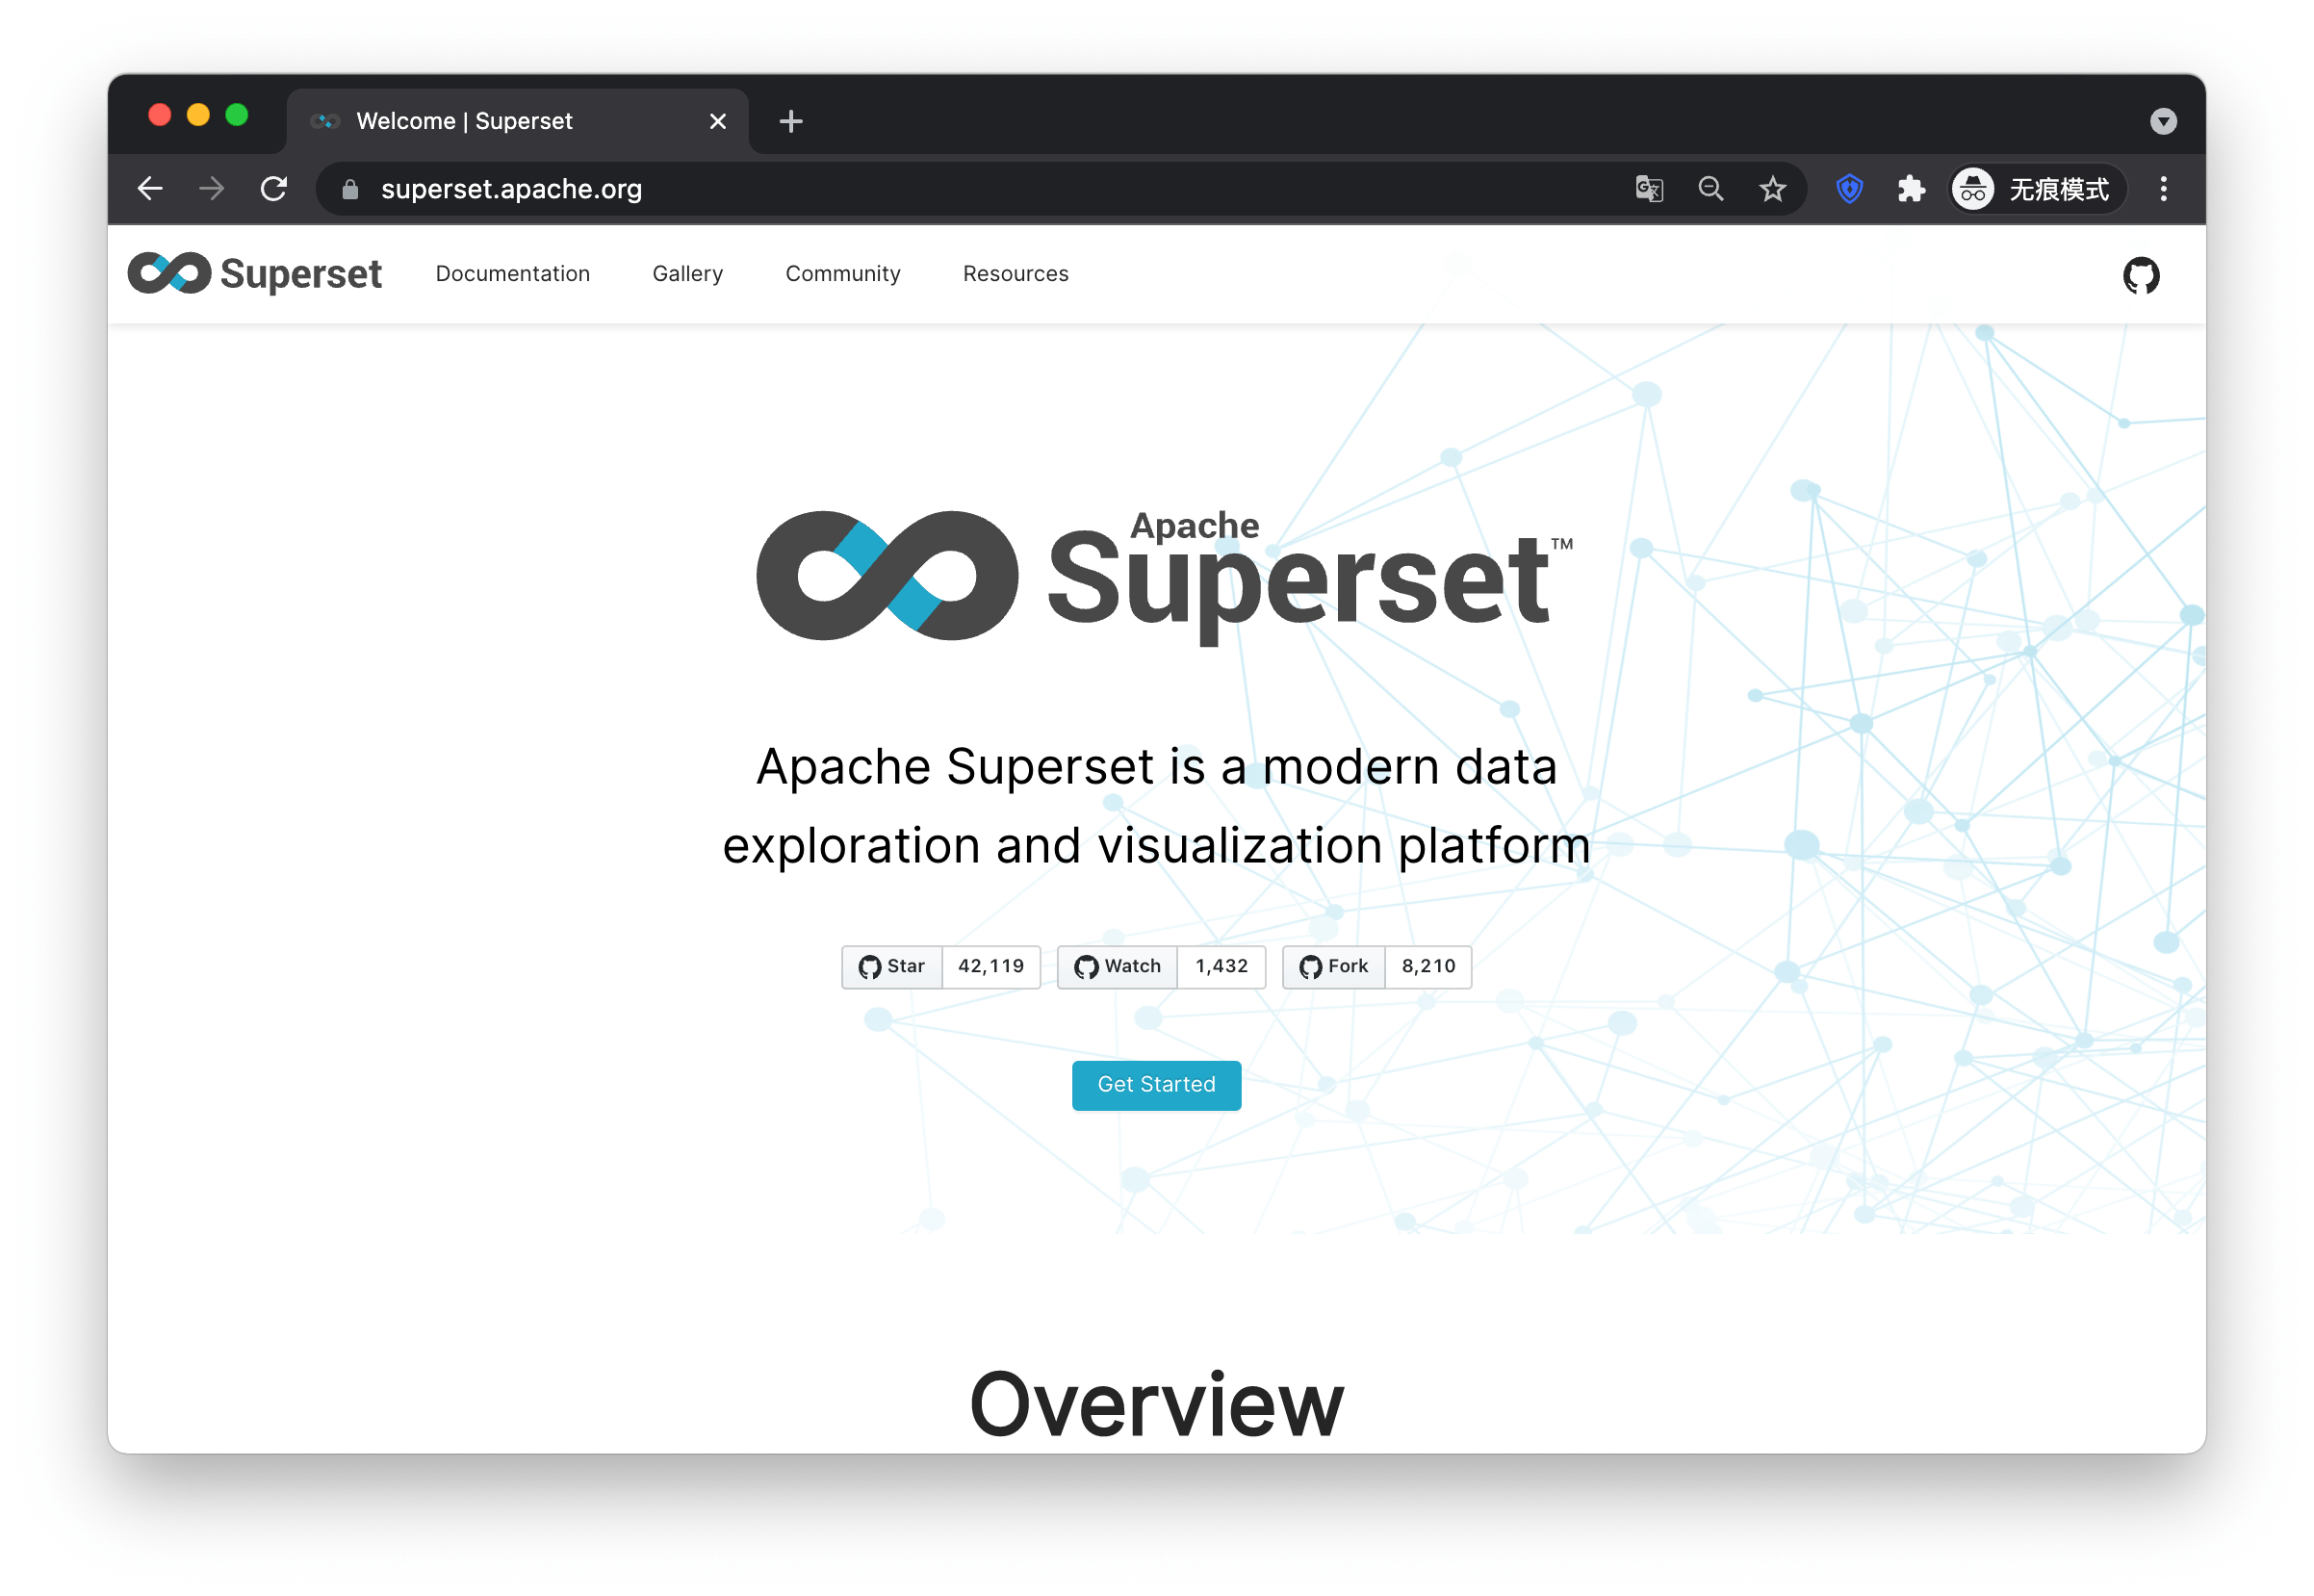 Welcome | Superset
superset.apache.org
无痕模式
Superset Documentation Gallery Community Resources
Apache
Superset™
Apache Superset is a modern data
exploration and visualization platform
Star 42,119 Watch 1,432 Fork 8,210
Get Started
Overview